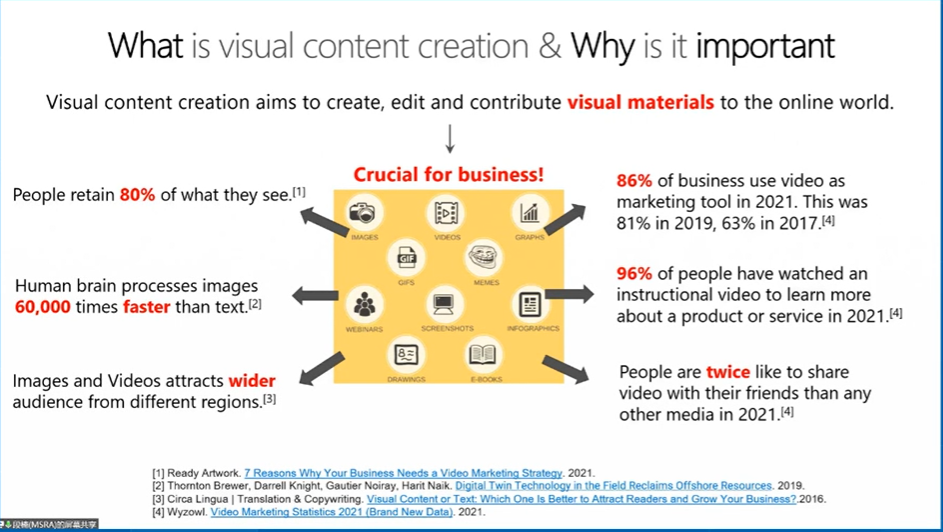 What is visual content creation & Why is it important
Visual content creation aims to create, edit and contribute visual materials to the online world.
Crucial for business!
People retain 80% of what they see.[1]
Human brain processes images
60,000 times faster than text.[2]
Images and Videos attracts wider
audience from different regions.[3]
IMAGES
VIDEOS
GRAPHS
GIF
GIFS
MEMES
WEBINARS
SCREENSHOTS
INFOGRAPHICS
DRAWINGS
E-BOOKS
86% of business use video as
marketing tool in 2021. This was
81% in 2019, 63% in 2017.[4]
96% of people have watched an
instructional video to learn more
about a product or service in 2021.[4]
People are twice like to share
video with their friends than any
other media in 2021.[4]
[1] Ready Artwork. 7 Reasons Why Your Business Needs a Video Marketing Strategy. 2021.
[2] Thornton Brewer, Darrell Knight, Gautier Noiray, Harit Naik. Digital Twin Technology in the Field Reclaims Offshore Resources. 2019.
[3] Circa Lingua | Translation & Copywriting. Visual Content or Text: Which One Is Better to Attract Readers and Grow Your Business?.2016.
[4] Wyzowl. Video Marketing Statistics 2021 (Brand New Data). 2021.
段楠(MSRA)的屏幕共享